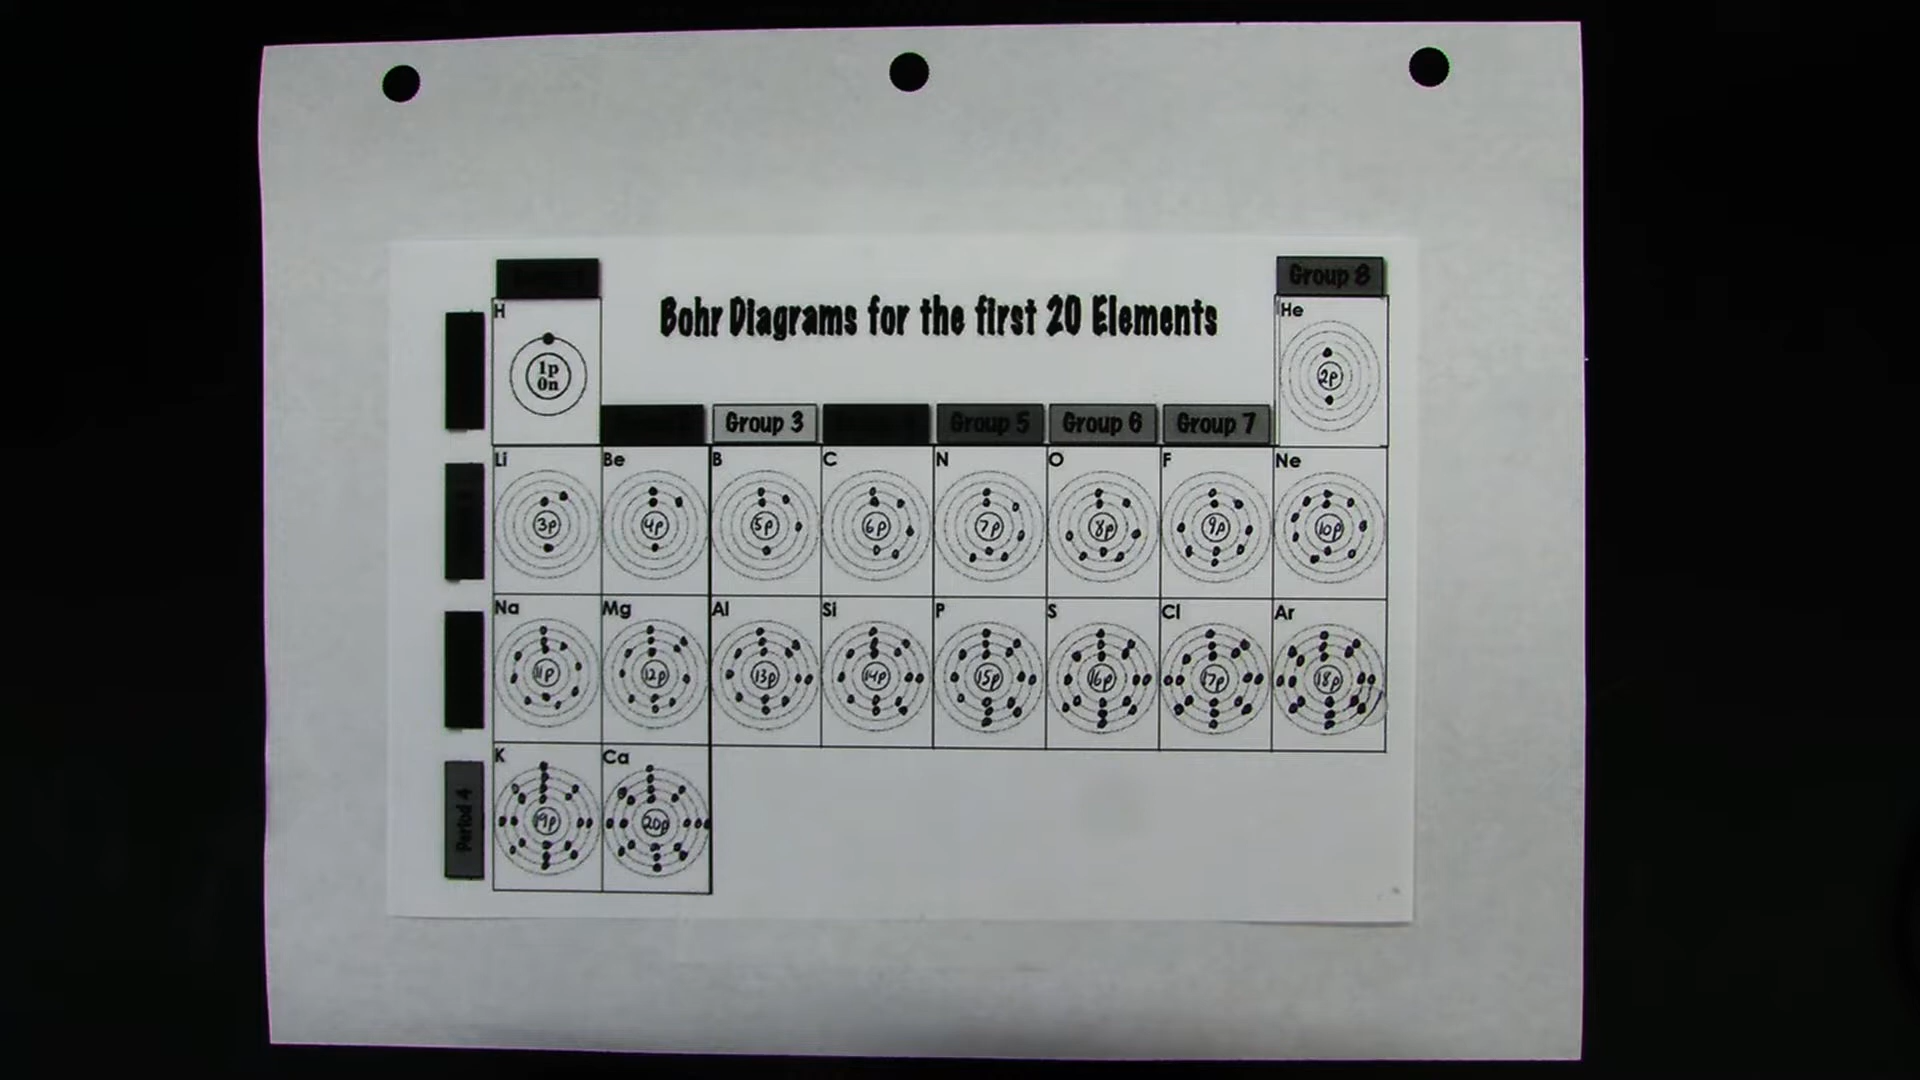 Group 8
H
Bohr Diagrams for the first 20 Elements
He
1p
0n
2p
Group 3
Group 5
Group 6
Group 7
Li
Be
B
C
N
O
F
Ne
3p
4p
5p
6p
7p
8p
9p
10p
Na
Mg
Al
Si
P
S
Cl
Ar
11p
12p
13p
14p
15p
16p
17p
18p
K
Ca
Period 4
19p
20p